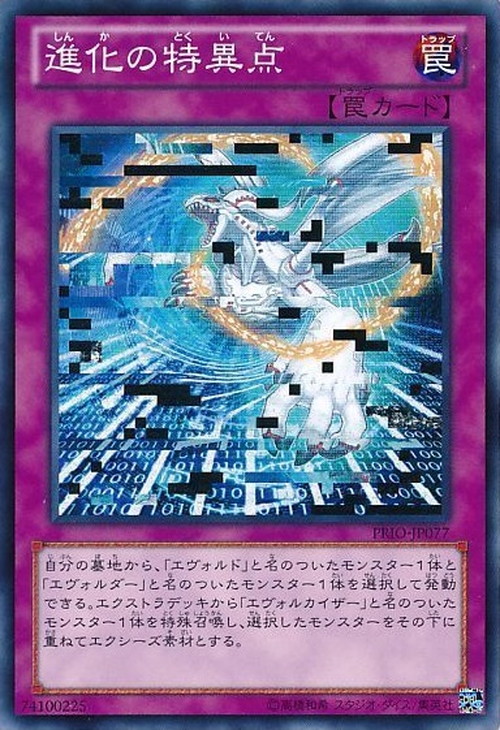 しん か とく い てん
進化の特異点
トラップ
罠
トラップ
【罠カード】
PRIO-JP077
自分の墓地から、「エヴォルド」と名のついたモンスター1体と
「エヴォルダー」と名のついたモンスター1体を選択して発動
できる。エクストラデッキから「エヴォルカイザー」と名のついた
モンスター1体を特殊召喚し、選択したモンスターをその下に
重ねてエクシーズ素材とする。
74100225
©高橋和希 スタジオ・ダイス/集英社